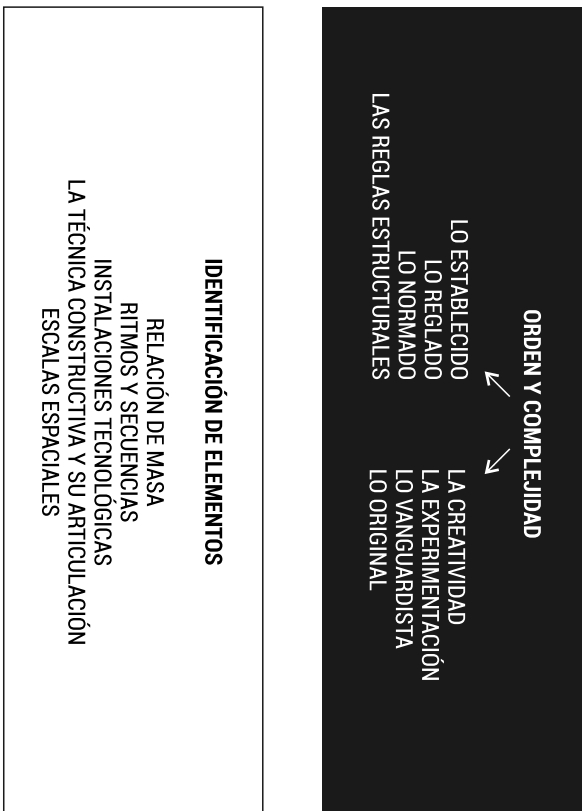 ORDEN Y COMPLEJIDAD
LO ESTABLECIDO
LO REGLADO
LO NORMADO
LAS REGLAS ESTRUCTURALES
LA CREATIVIDAD
LA EXPERIMENTACIÓN
LO VANGUARDISTA
LO ORIGINAL
IDENTIFICACIÓN DE ELEMENTOS
RELACIÓN DE MASA
RITMOS Y SECUENCIAS
INSTALACIONES TECNOLÓGICAS
LA TÉCNICA CONSTRUCTIVA Y SU ARTICULACIÓN
ESCALAS ESPACIALES